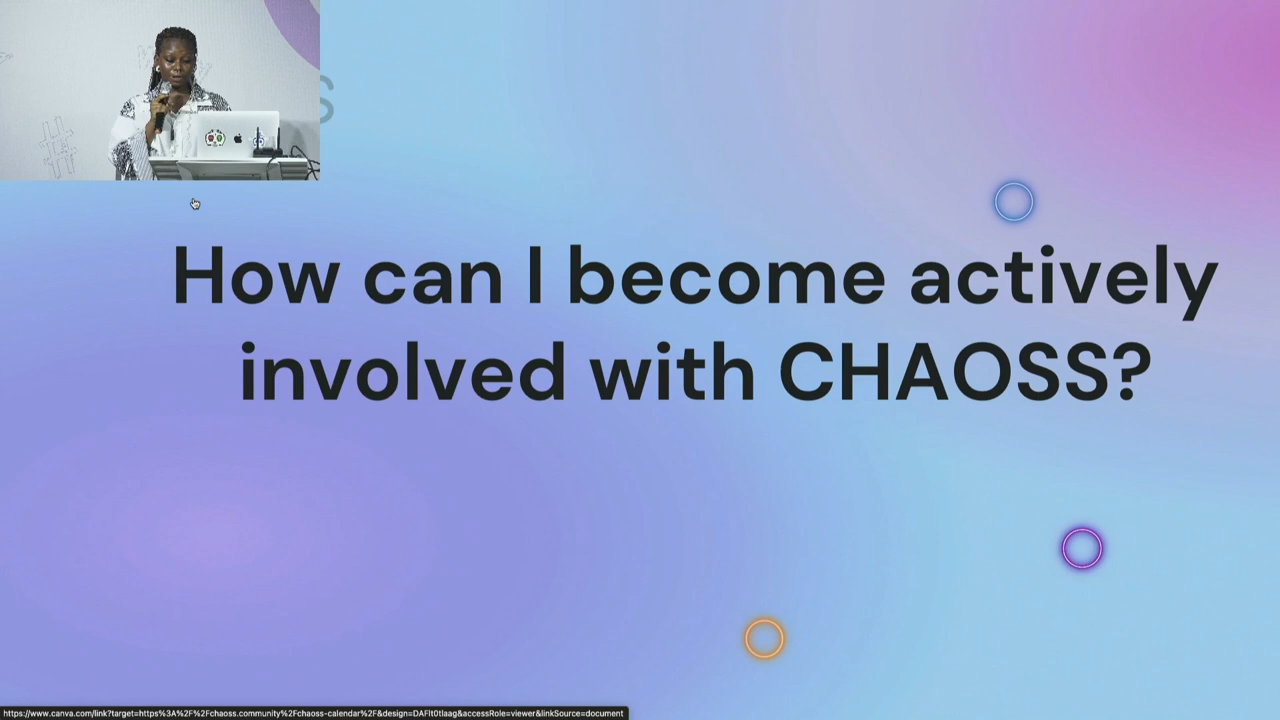 S
How can I become actively
involved with CHAOSS?
https://www.canva.com/link?target=https%3A%2F%2Fchaoss.community%2Fchaoss-calendar%2F&design=DAFlt0tlaag&accessRole=viewer&linkSource=document